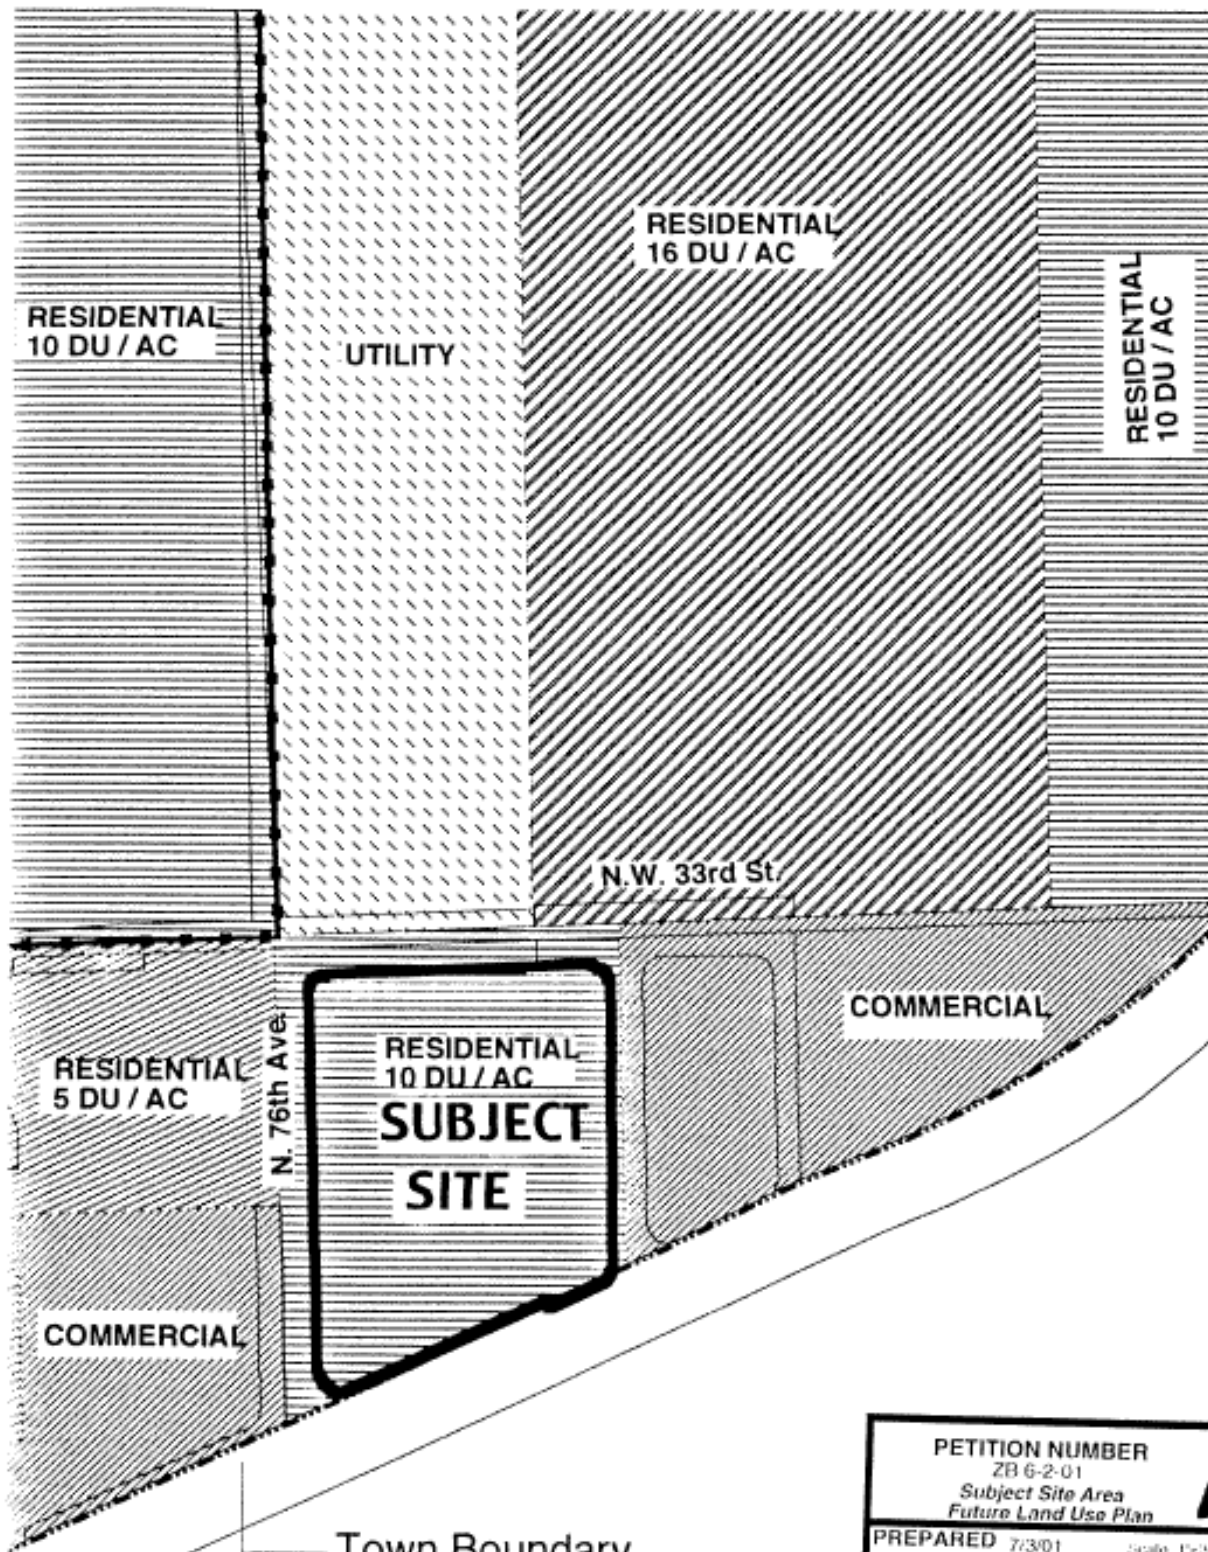 RESIDENTIAL
16 DU / AC
RESIDENTIAL
10 DU / AC
RESIDENTIAL
10 DU / AC
UTILITY
N.W. 33rd St.
COMMERCIAL
N. 76th Ave.
RESIDENTIAL
10 DU / AC
SUBJECT
SITE
RESIDENTIAL
5 DU / AC
COMMERCIAL
PETITION NUMBER
ZB 6-2-01
Subject Site Area
Future Land Use Plan
PREPARED 7/3/01
Scale
Town Boundary